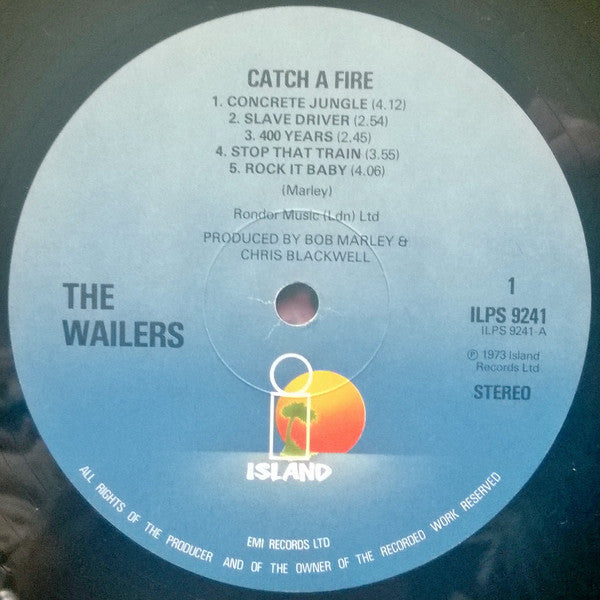 CATCH A FIRE
1. CONCRETE JUNGLE (4.12)
2. SLAVE DRIVER (2.54)
3. 400 YEARS (2.45)
4. STOP THAT TRAIN (3.55)
5. ROCK IT BABY (4.06)
(Marley)
Rondor Music (Ldn) Ltd
PRODUCED BY BOB MARLEY &
CHRIS BLACKWELL
THE
WAILERS
1
ILPS 9241
ILPS 9241-A
℗ 1973 Island
Records Ltd
STEREO
ISLAND
EMI RECORDS LTD
ALL RIGHTS OF THE PRODUCER AND OF THE OWNER OF THE RECORDED WORK RESERVED